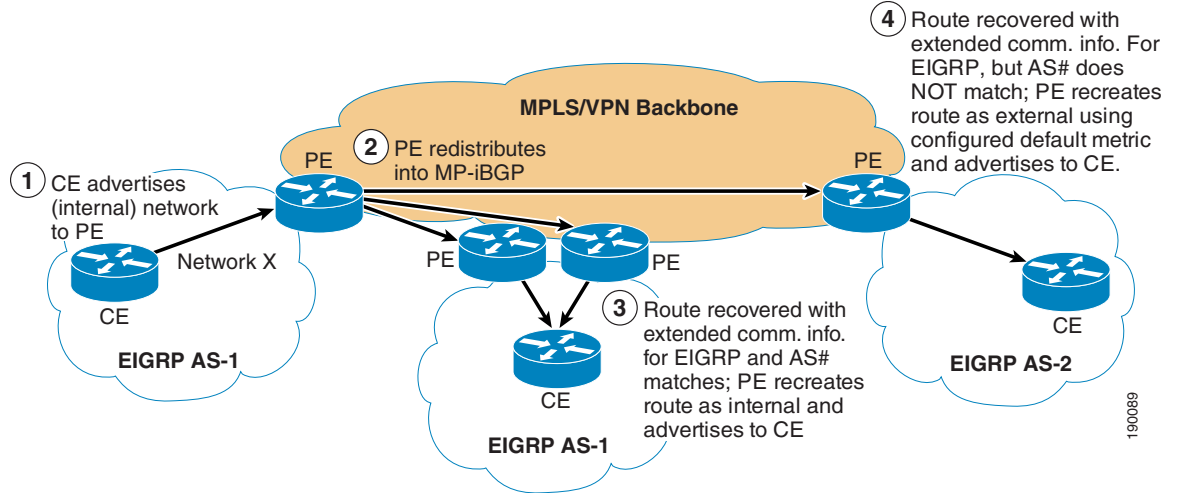 4 Route recovered with
extended comm. info. For
EIGRP, but AS# does
NOT match; PE recreates
route as external using
configured default metric
and advertises to CE.
MPLS/VPN Backbone
2 PE redistributes
into MP-iBGP
PE
PE
1 CE advertises
(internal) network
to PE
Network X
CE
EIGRP AS-1
PE
PE
3 Route recovered with
extended comm. info.
for EIGRP and AS#
matches; PE recreates
route as internal and
advertises to CE
CE
EIGRP AS-1
CE
EIGRP AS-2
190089